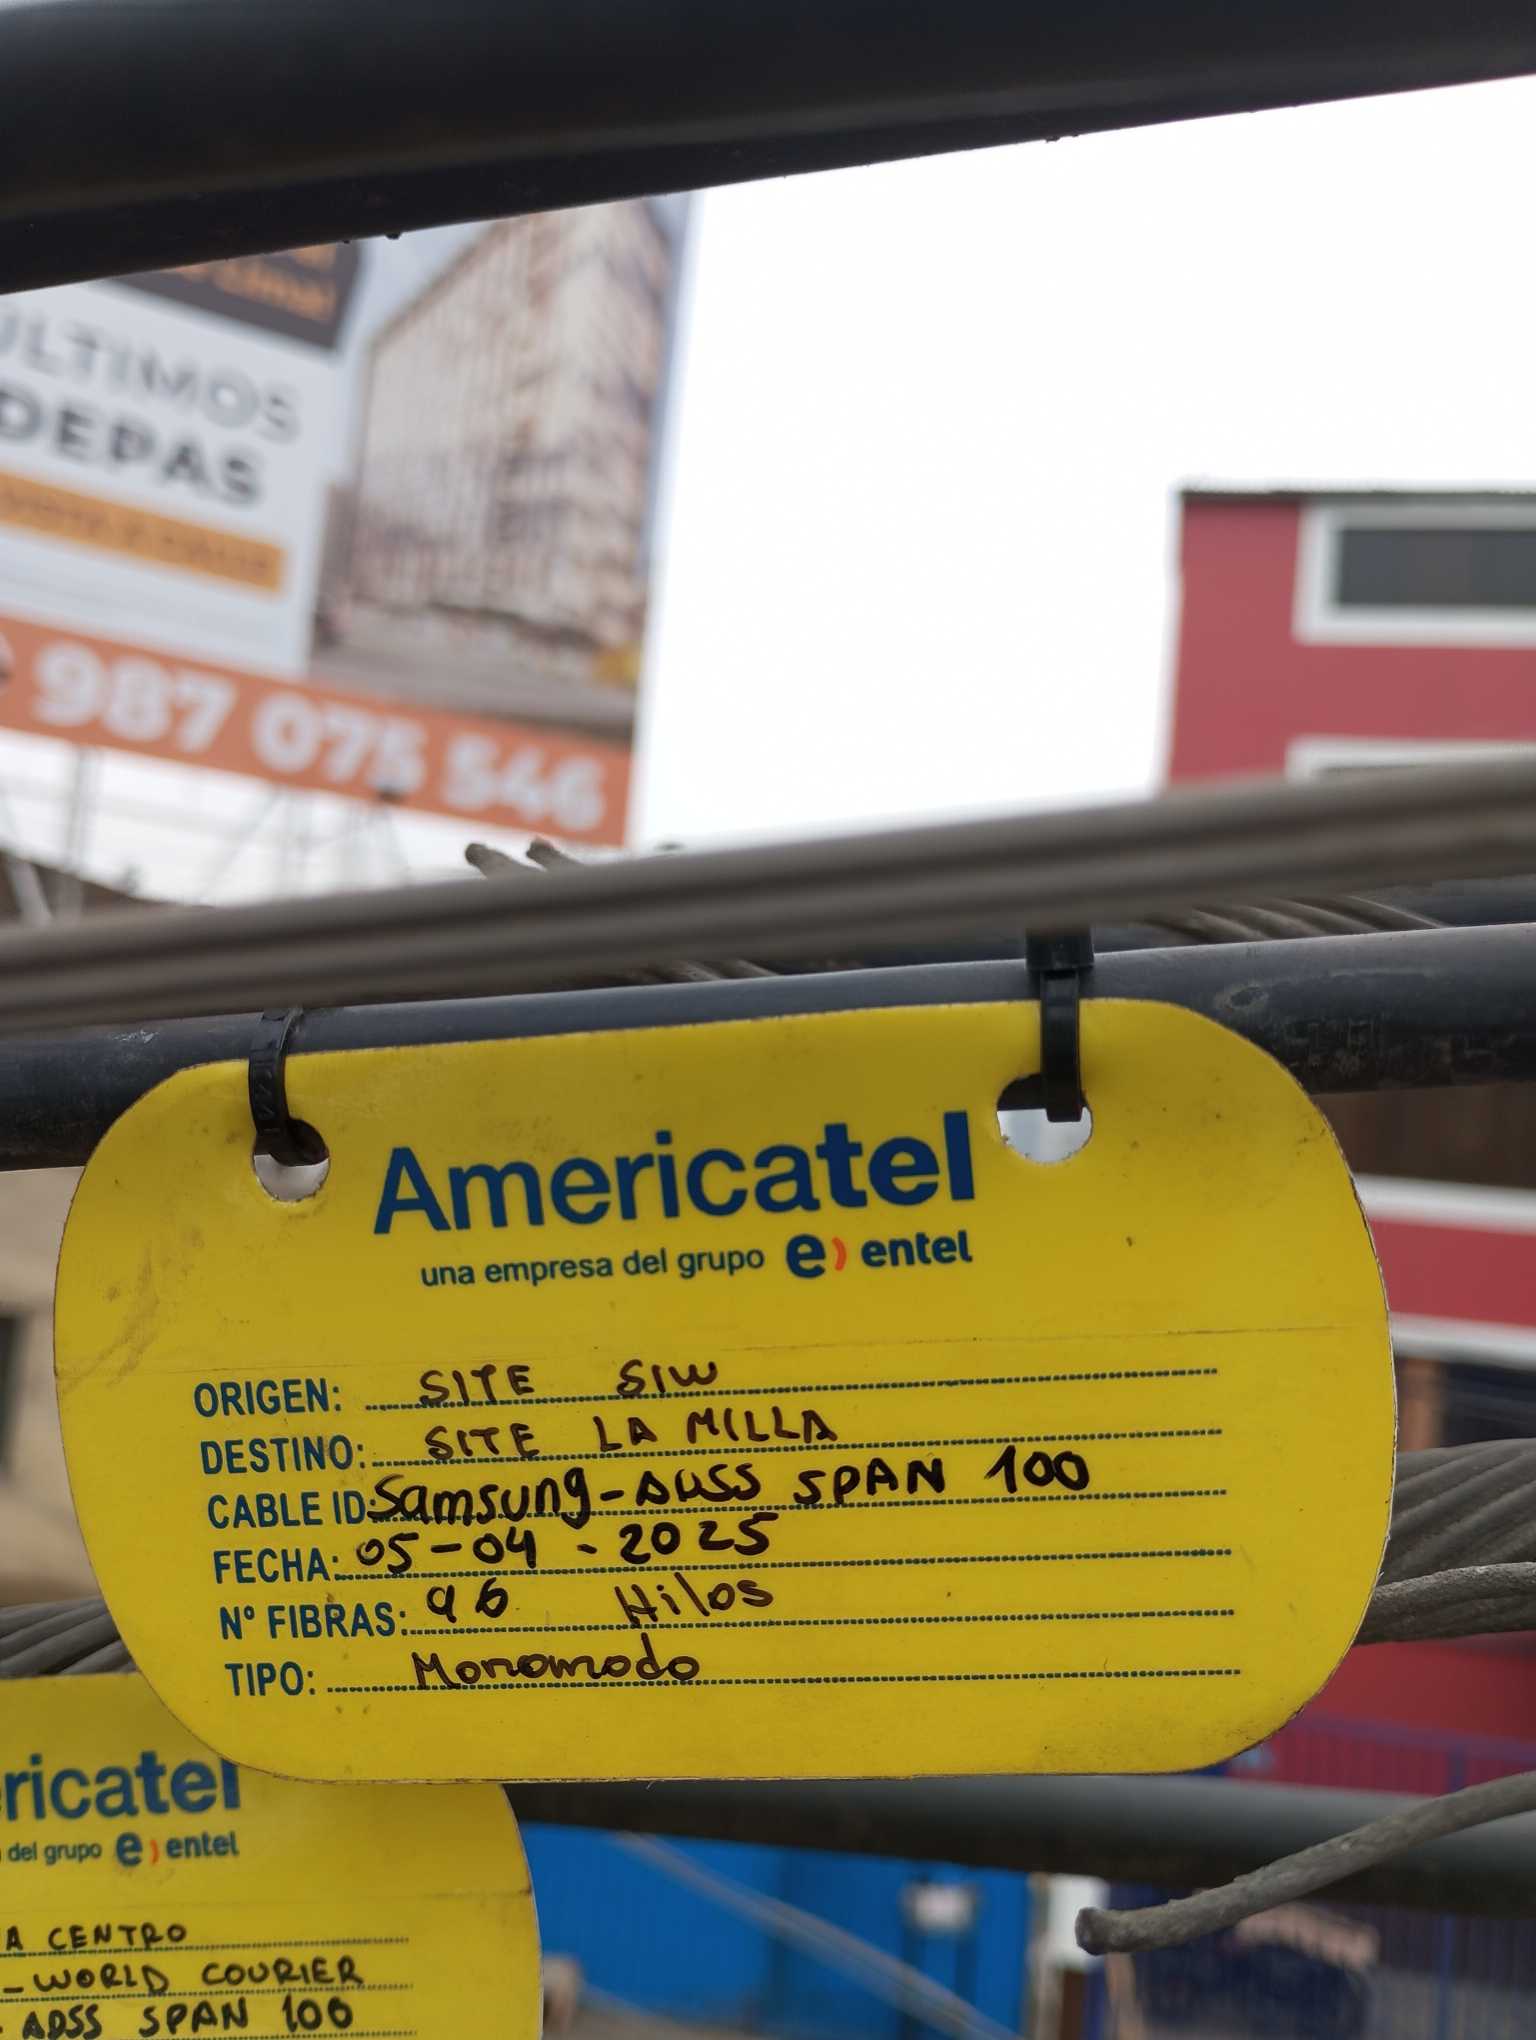 ÚLTIMOS
DEPAS
987 075 546
Americatel
una empresa del grupo e) entel
ORIGEN: SITE SIW
DESTINO: SITE LA MILLA
CABLE ID: Samsung-ADSS SPAN 100
FECHA: 05-04-2025
N° FIBRAS: 96 Hilos
TIPO: Monomodo
ricatel
del grupo e) entel
A CENTRO
-WORLD COURIER
- ADSS SPAN 100